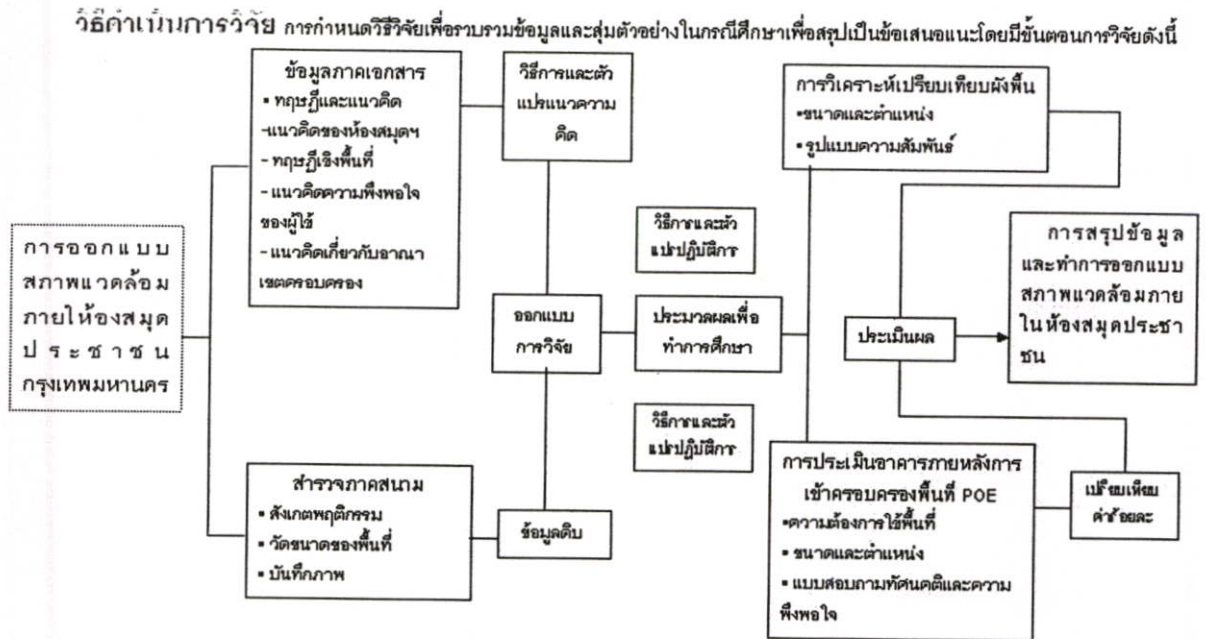 วิธีดำเนินการวิจัย การกำหนดวิธีวิจัยเพื่อรวบรวมข้อมูลและสุ่มตัวอย่างในกรณีศึกษาเพื่อสรุปเป็นข้อเสนอแนะโดยมีขั้นตอนการวิจัยดังนี้
การออกแบบ
สภาพแวดล้อม
ภายให้องสมุด
ประชาชน
กรุงเทพมหานคร
ข้อมูลภาคเอกสาร
▪ ทฤษฎีและแนวคิด
-แนวคิดของห้องสมุดฯ
- ทฤษฎีเชิงพื้นที่
- แนวคิดความพึงพอใจ
ของผู้ใช้
- แนวคิดเกี่ยวกับอาณา
เขตครอบครอง
สำรวจภาคสนาม
▪ สังเกตพฤติกรรม
▪ วัดขนาดของพื้นที่
▪ บันทึกภาพ
วิธีการและตัว
แปรแนวความ
คิด
ออกแบบ
การวิจัย
ข้อมูลดิบ
วิธีการและตัว
แปรปฏิบัติการ
ประมวลผลเพื่อ
ทำการศึกษา
วิธีการและตัว
แปรปฏิบัติการ
การวิเคราะห์เปรียบเทียบผังพื้น
▪ขนาดและตำแหน่ง
▪ รูปแบบความสัมพันธ์
ประเมินผล
การประเมินอาคารภายหลังการ
เข้าครอบครองพื้นที่ POE
▪ความต้องการใช้พื้นที่
▪ ขนาดและตำแหน่ง
▪ แบบสอบถามทัศนคติและความ
พึงพอใจ
การสรุปข้อมูล
และทำการออกแบบ
สภาพแวดล้อมภาย
ในห้องสมุดประชา
ชน
เปรียบเทียบ
ค่าร้อยละ